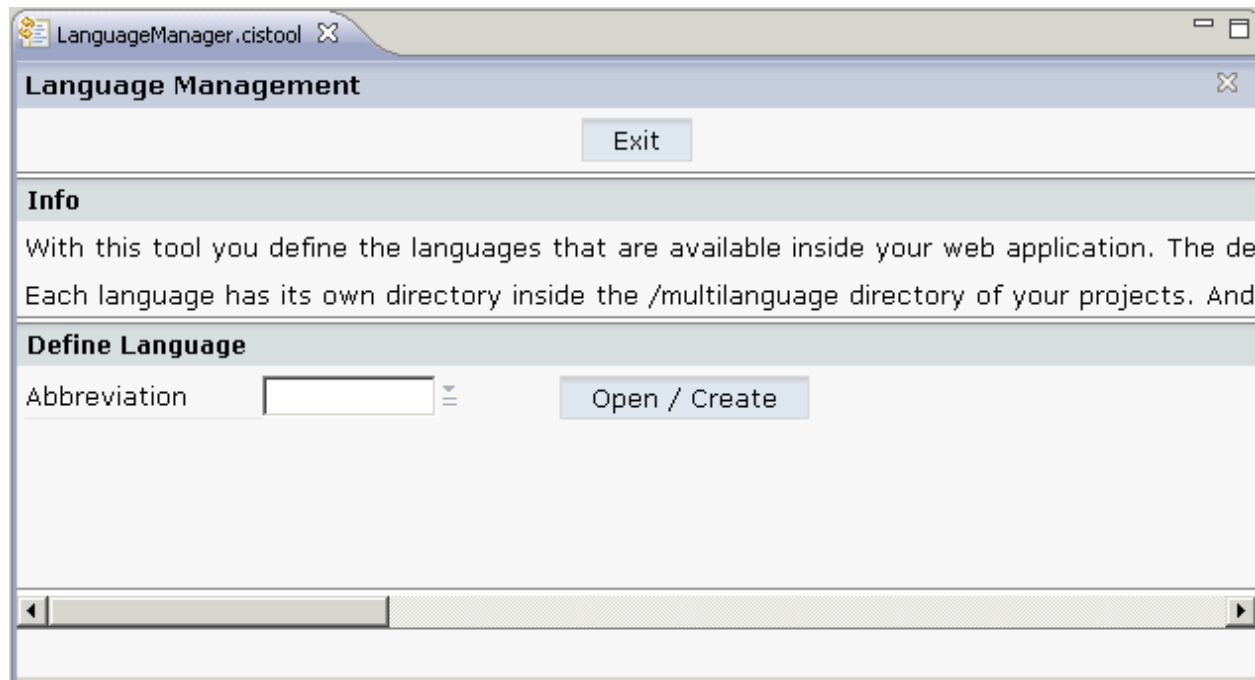 LanguageManager.cistool
Language Management
Exit
Info
With this tool you define the languages that are available inside your web application. The de
Each language has its own directory inside the /multilanguage directory of your projects. And
Define Language
Abbreviation Open / Create